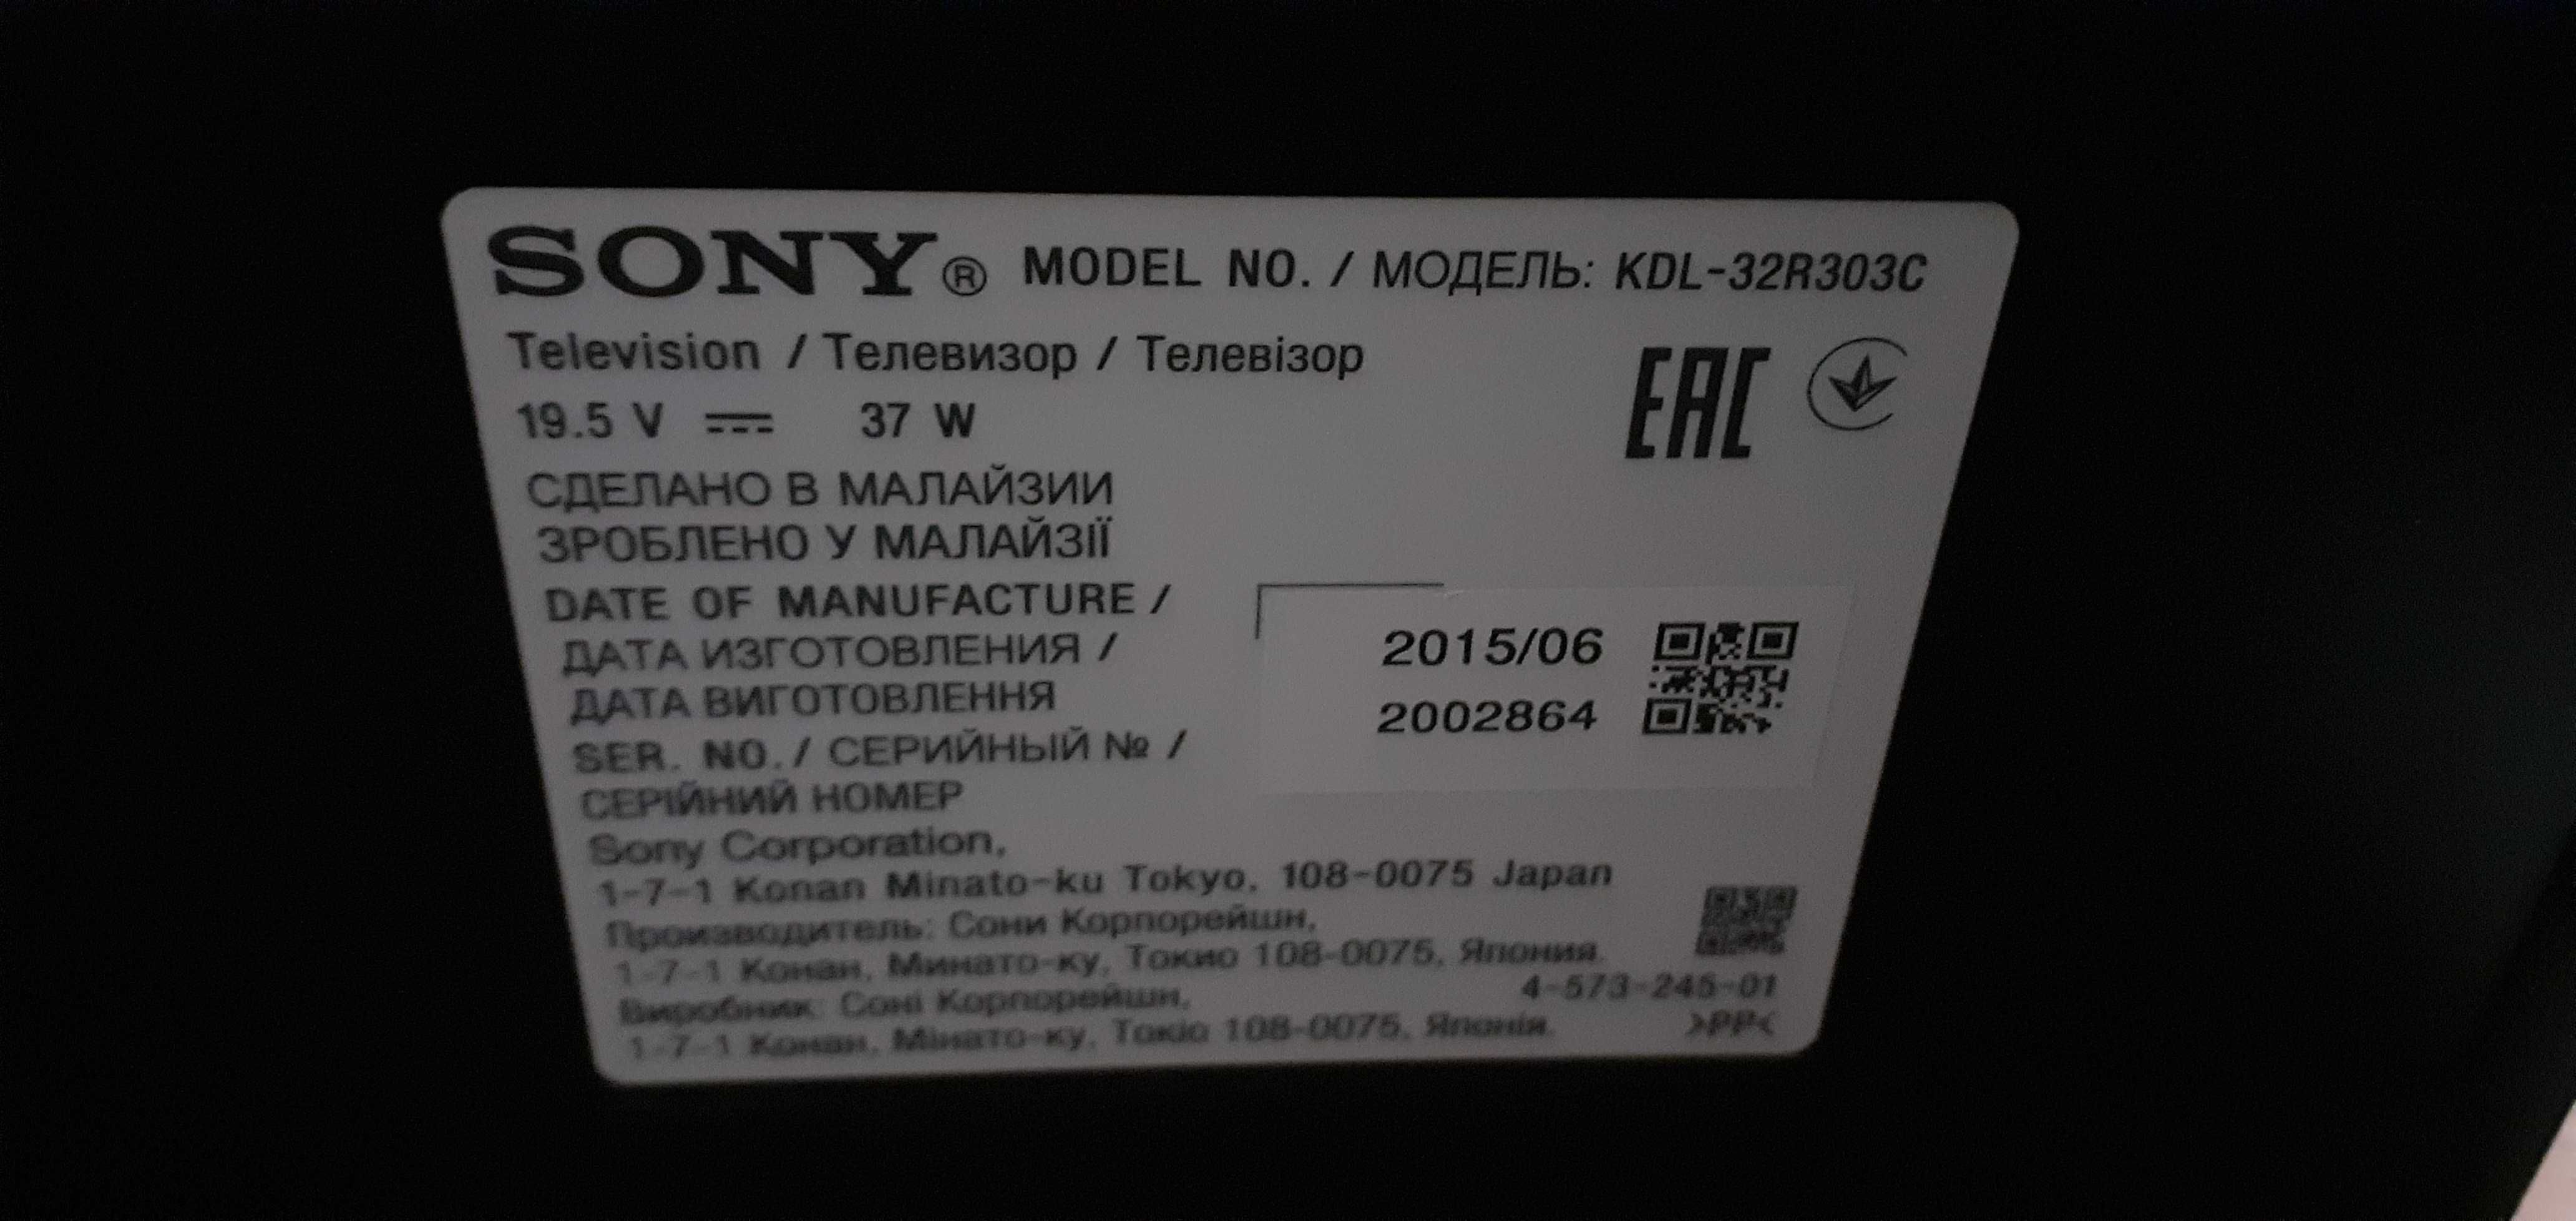 SONY® MODEL NO. / МОДЕЛЬ: KDL-32R303C
Television / Телевизор / Телевізор
19.5 V ⎓ 37 W
EAC
СДЕЛАНО В МАЛАЙЗИИ
ЗРОБЛЕНО У МАЛАЙЗІЇ
DATE OF MANUFACTURE /
ДАТА ИЗГОТОВЛЕНИЯ /
ДАТА ВИГОТОВЛЕННЯ
2015/06
SER. NO. / СЕРИЙНЫЙ № /
СЕРІЙНИЙ НОМЕР
2002864
Sony Corporation,
1-7-1 Konan Minato-ku Tokyo, 108-0075 Japan
Производитель: Сони Корпорейшн,
1-7-1 Конан, Минато-ку, Токио 108-0075, Япония.
Виробник: Соні Корпорейшн,
1-7-1 Конан, Мінато-ку, Токіо 108-0075, Японія.
4-573-245-01
>PP<